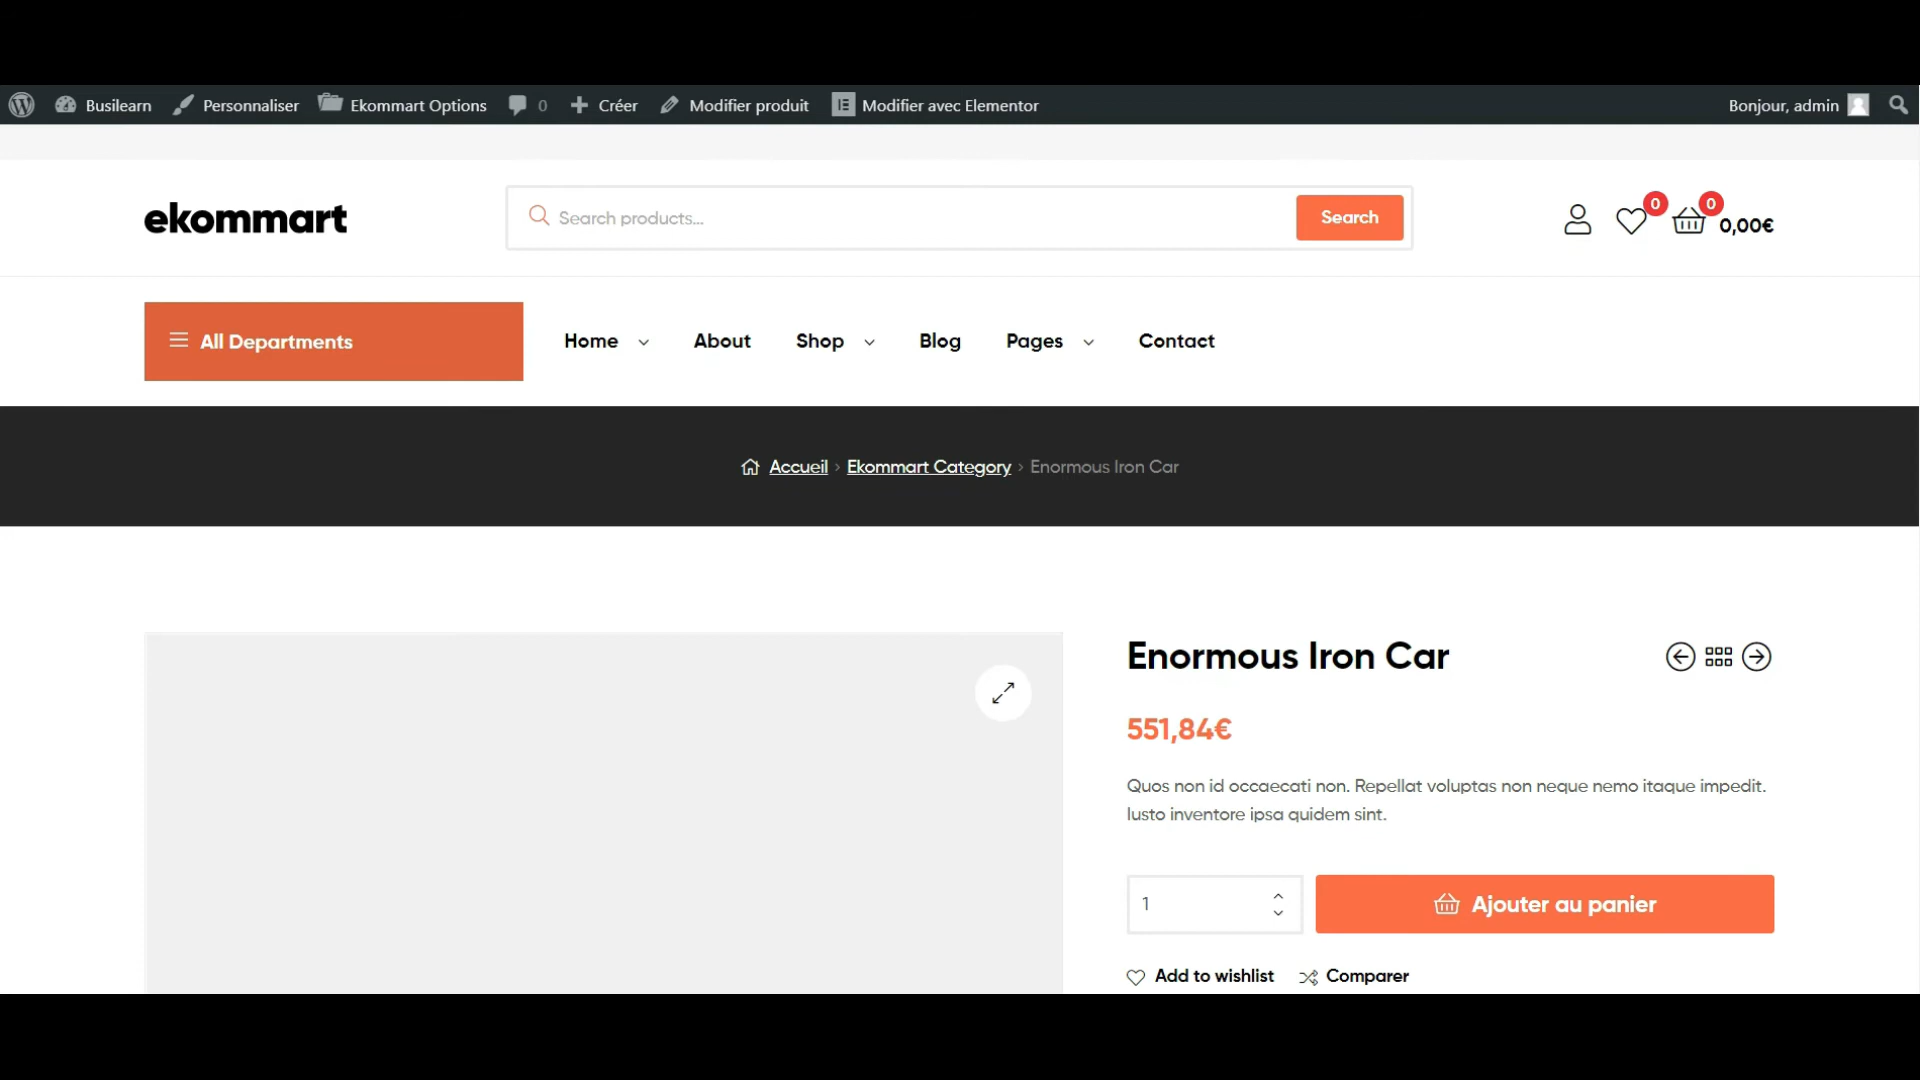 Busilearn Personnaliser Ekommart Options 0 Créer Modifier produit Modifier avec Elementor Bonjour, admin
ekommart Search products... Search 0 0 0,00€
All Departments Home About Shop Blog Pages Contact
Accueil › Ekommart Category › Enormous Iron Car
Enormous Iron Car
551,84€
Quos non id occaecati non. Repellat voluptas non neque nemo itaque impedit.
Iusto inventore ipsa quidem sint.
1 Ajouter au panier
Add to wishlist Comparer